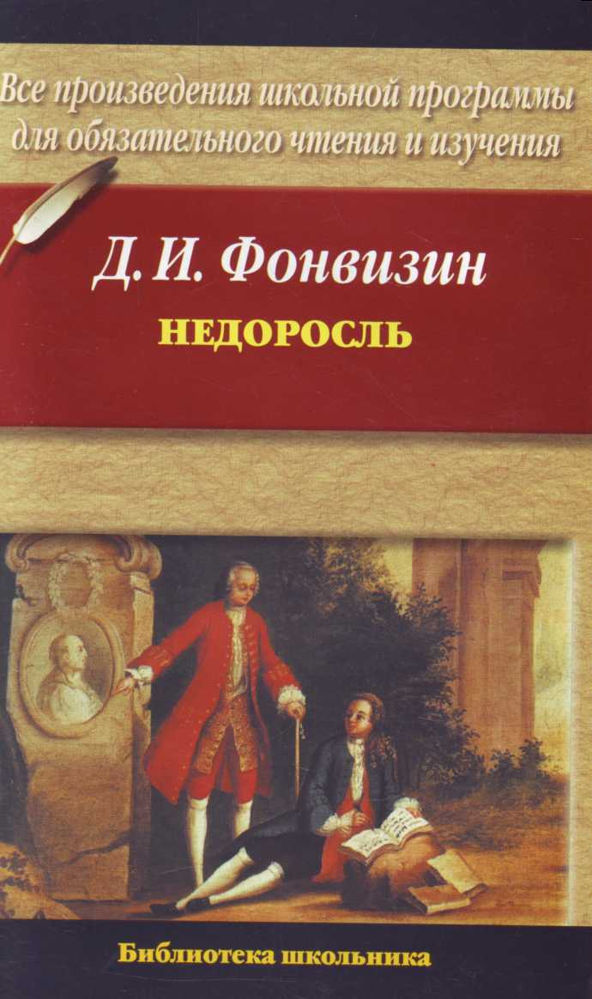 Все произведения школьной программы
для обязательного чтения и изучения
Д. И. Фонвизин
НЕДОРОСЛЬ
Библиотека школьника